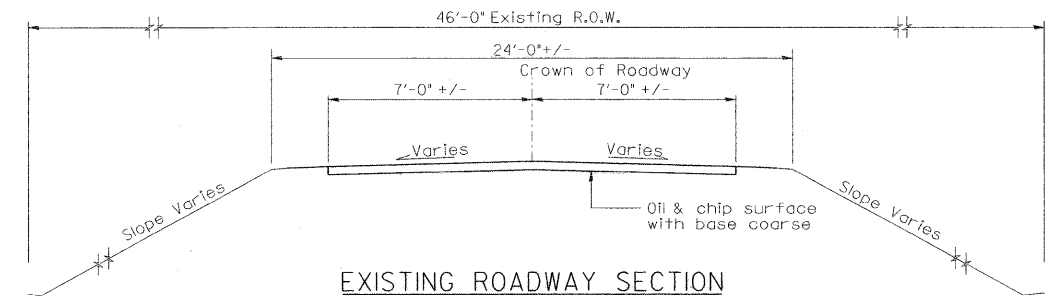 46'-0" Existing R.O.W.
24'-0"+/-
Crown of Roadway
7'-0" +/-
7'-0" +/-
Varies
Varies
Slope Varies
Slope Varies
Oil & chip surface
with base coarse
EXISTING ROADWAY SECTION